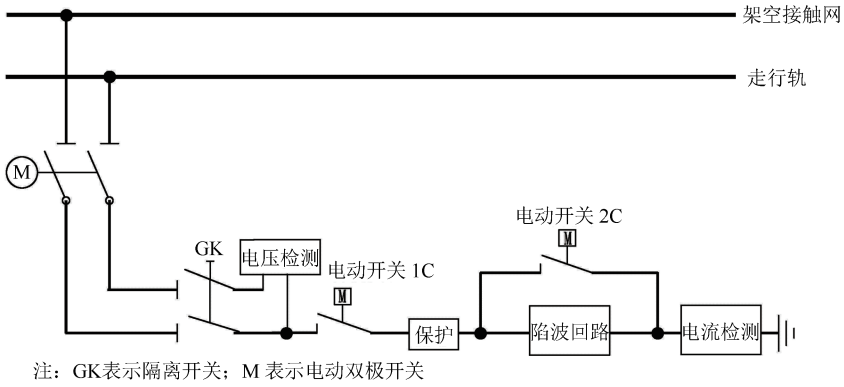 架空接触网
走行轨
M
电动开关 2C
M
GK
电压检测
电动开关 1C
M
保护
陷波回路
电流检测
注：GK表示隔离开关；M 表示电动双极开关